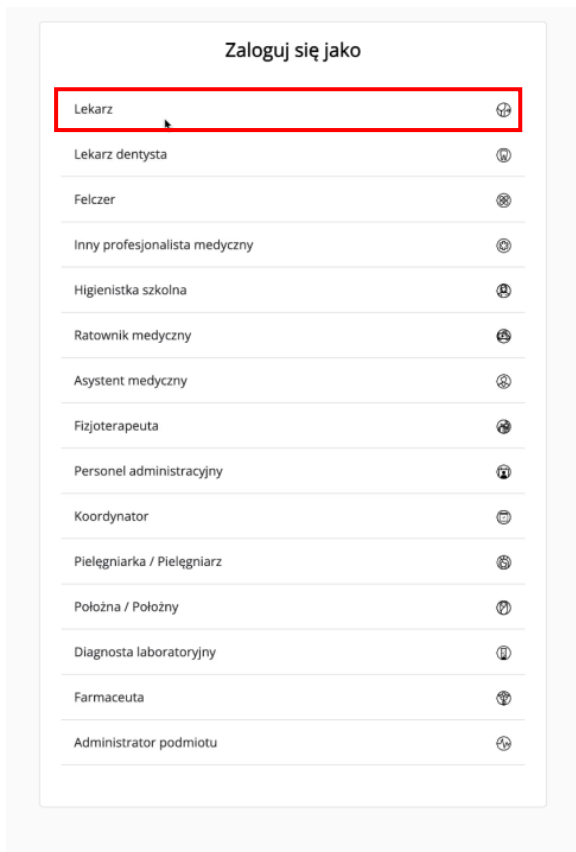 Zaloguj się jako
Lekarz
Lekarz dentysta
Felczer
Inny profesjonalista medyczny
Higienistka szkolna
Ratownik medyczny
Asystent medyczny
Fizjoterapeuta
Personel administracyjny
Koordynator
Pielęgniarka / Pielęgniarz
Położna / Położny
Diagnosta laboratoryjny
Farmaceuta
Administrator podmiotu